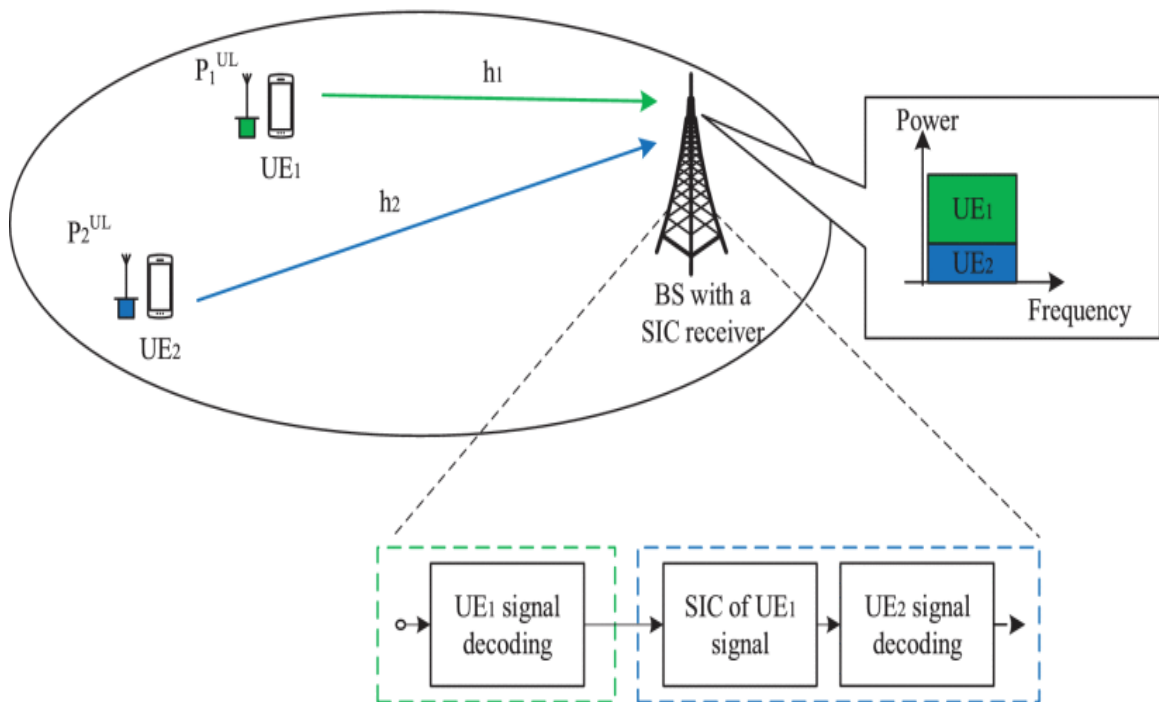 P₁ᵁᴸ
UE₁
h₁
P₂ᵁᴸ
UE₂
h₂
BS with a
SIC receiver
Power
UE₁
UE₂
Frequency
UE₁ signal
decoding
SIC of UE₁
signal
UE₂ signal
decoding